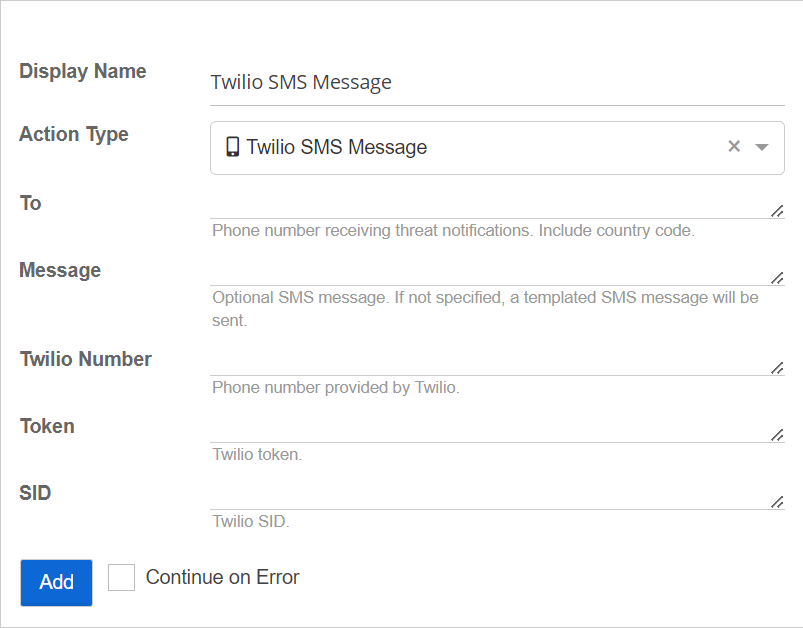 Display Name
Twilio SMS Message
Action Type
Twilio SMS Message
To
Phone number receiving threat notifications. Include country code.
Message
Optional SMS message. If not specified, a templated SMS message will be
sent.
Twilio Number
Phone number provided by Twilio.
Token
Twilio token.
SID
Twilio SID.
Add
Continue on Error